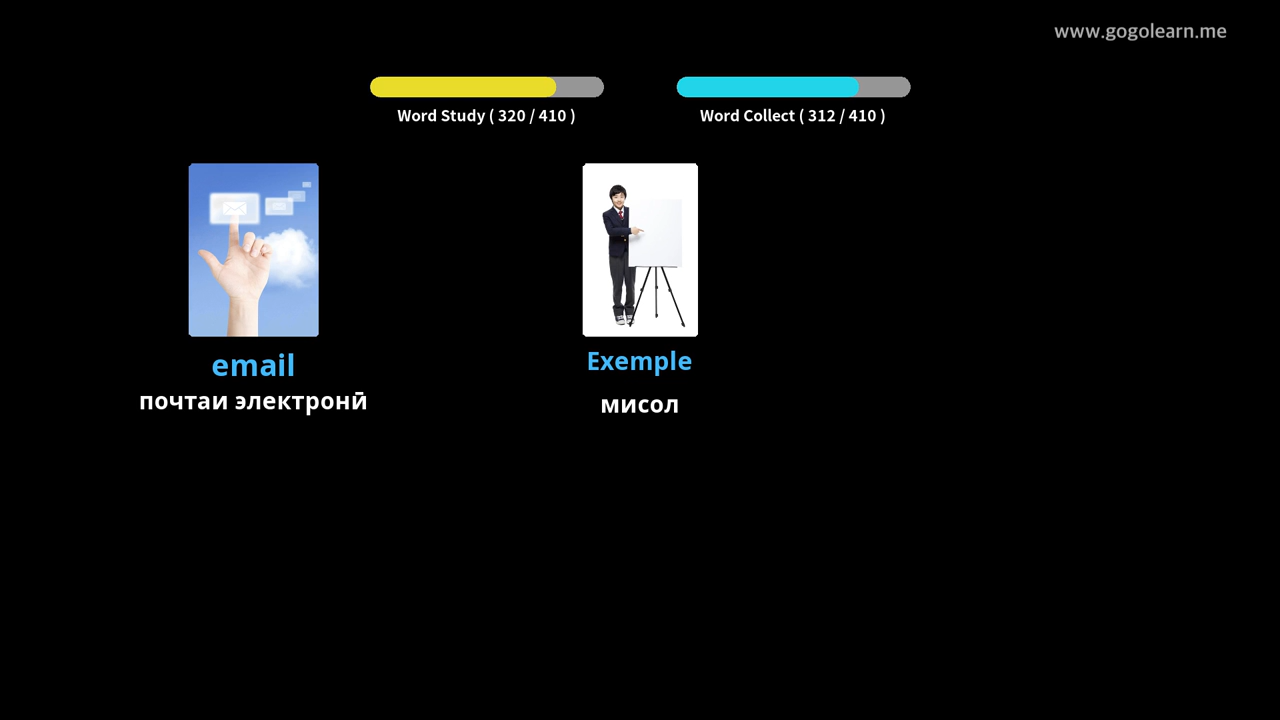 www.gogolearn.me
Word Study ( 320 / 410 )
Word Collect ( 312 / 410 )
email
почтаи электронӣ
Exemple
мисол